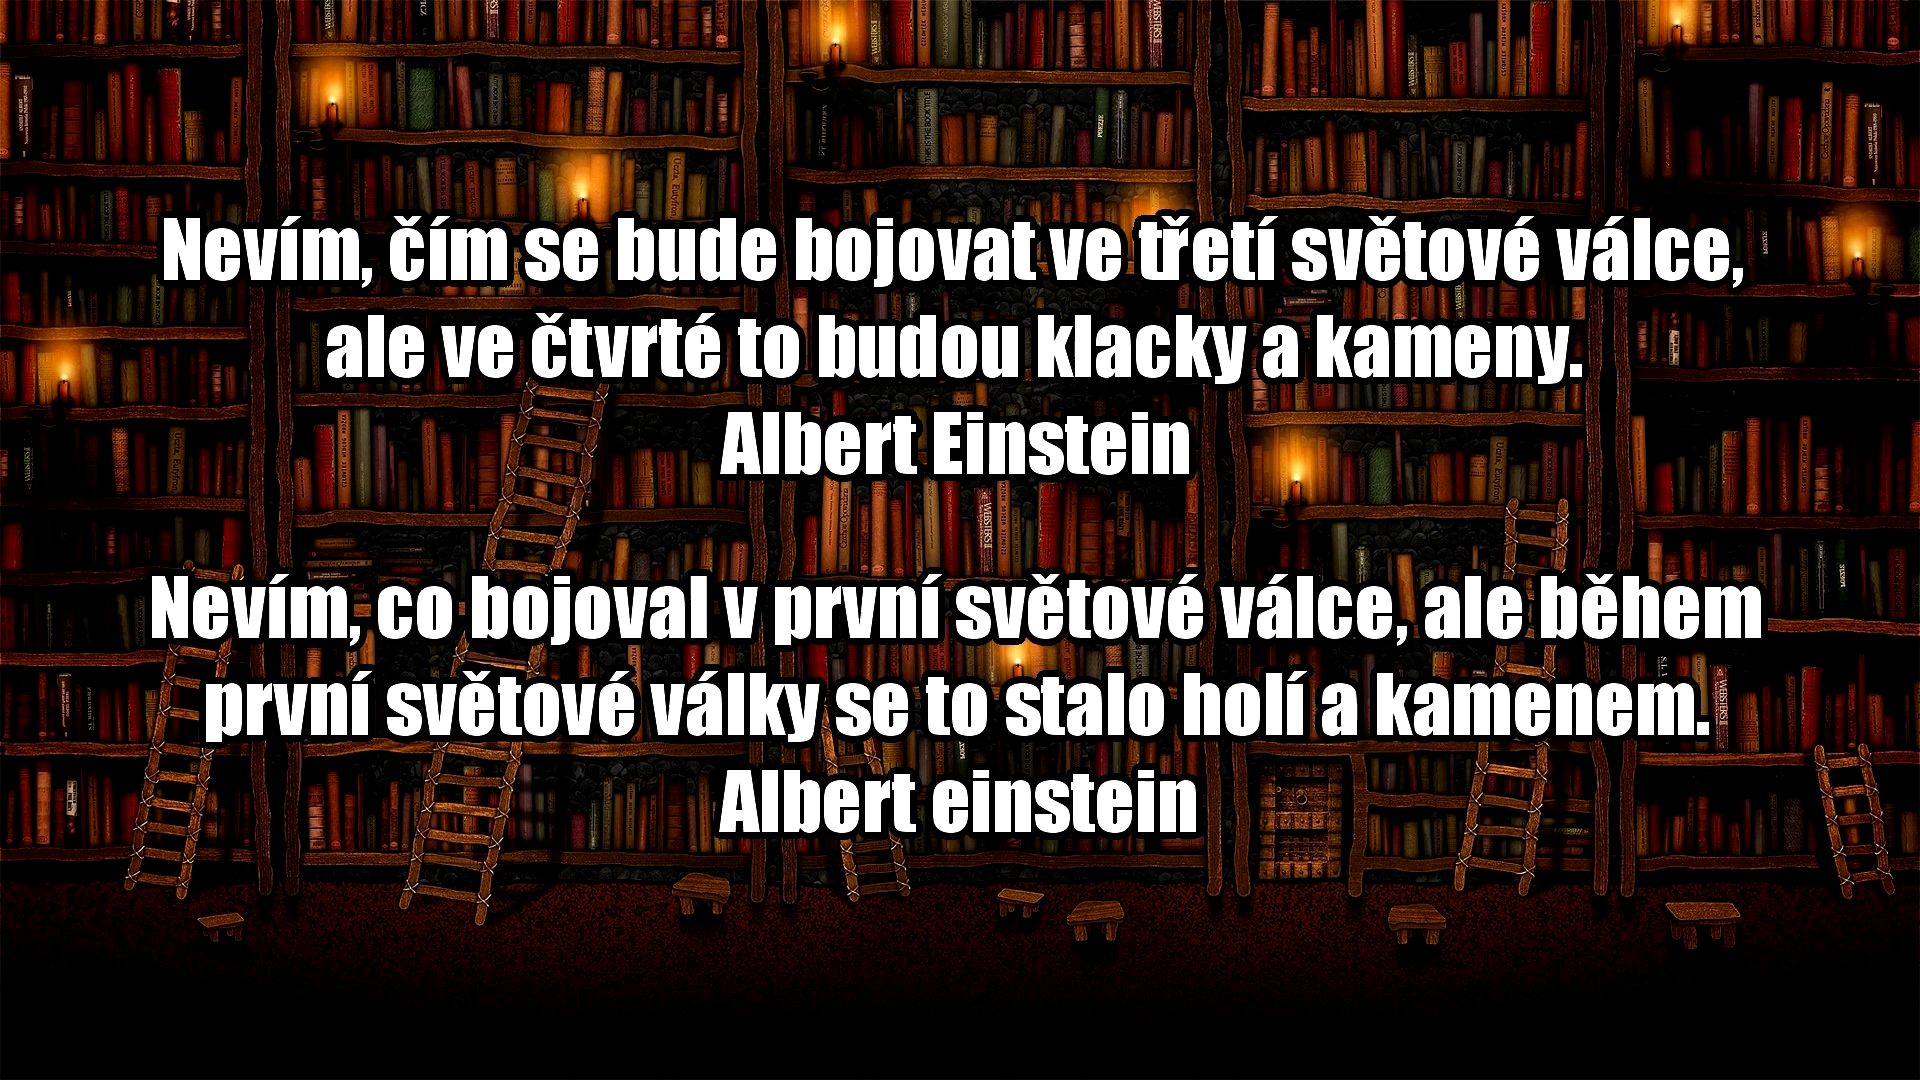 Nevím, čím se bude bojovat ve třetí světové válce,
ale ve čtvrté to budou klacky a kameny.
Albert Einstein
Nevím, co bojoval v první světové válce, ale během
první světové války se to stalo holí a kamenem.
Albert einstein